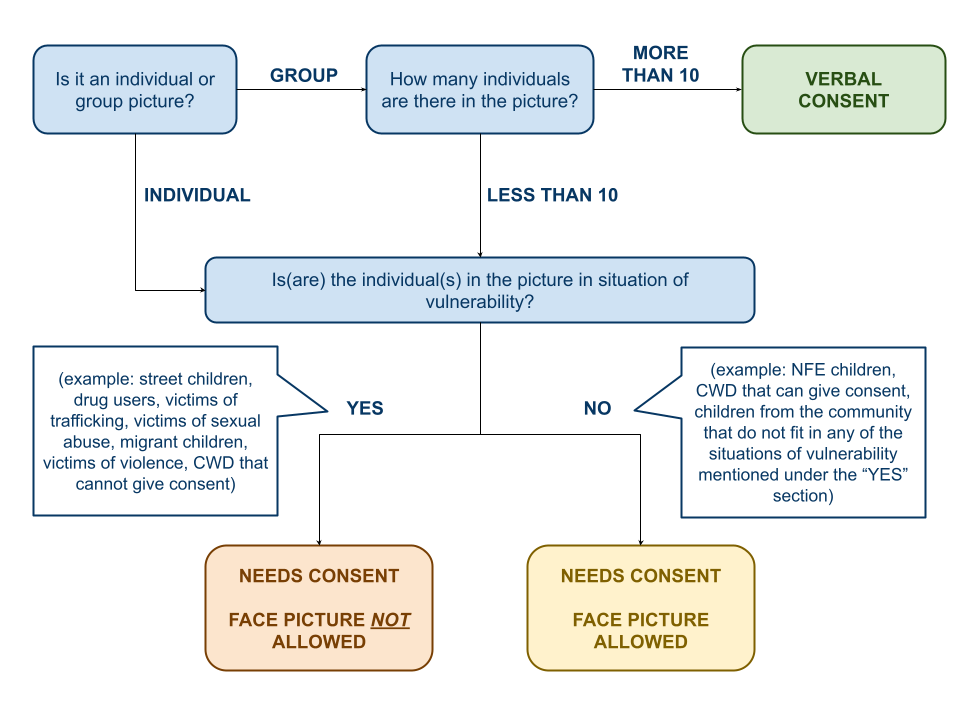 Is it an individual or
group picture?
GROUP
How many individuals
are there in the picture?
MORE
THAN 10
VERBAL
CONSENT
INDIVIDUAL
LESS THAN 10
Is(are) the individual(s) in the picture in situation of
vulnerability?
(example: street children,
drug users, victims of
trafficking, victims of sexual
abuse, migrant children,
victims of violence, CWD that
cannot give consent)
YES
NO
(example: NFE children,
CWD that can give consent,
children from the community
that do not fit in any of the
situations of vulnerability
mentioned under the “YES”
section)
NEEDS CONSENT
FACE PICTURE NOT
ALLOWED
NEEDS CONSENT
FACE PICTURE
ALLOWED